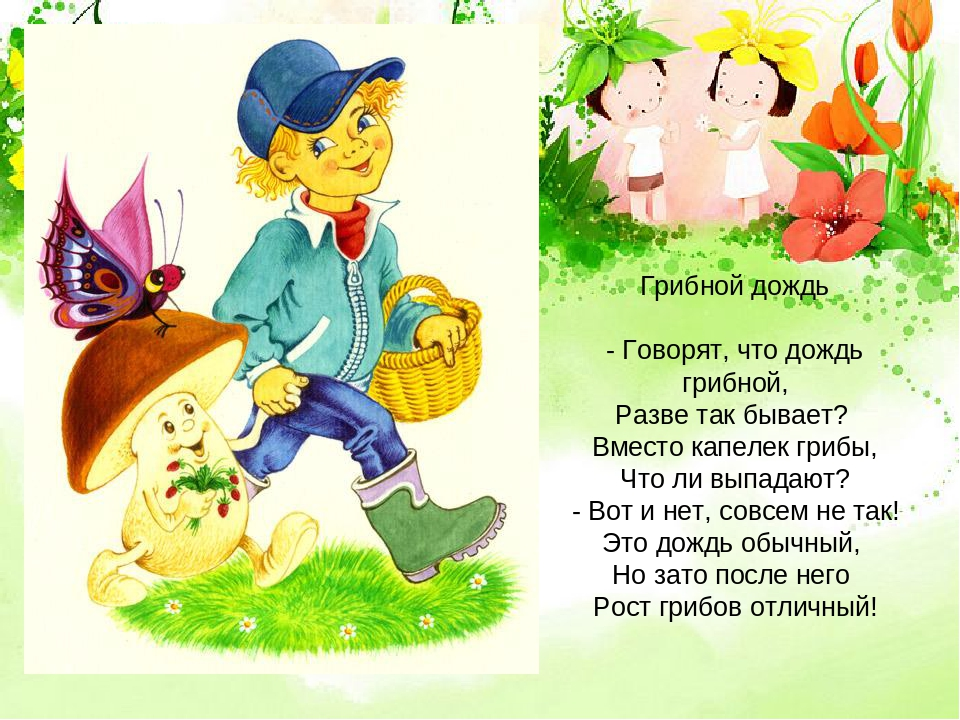 Грибной дождь
- Говорят, что дождь
грибной,
Разве так бывает?
Вместо капелек грибы,
Что ли выпадают?
- Вот и нет, совсем не так!
Это дождь обычный,
Но зато после него
Рост грибов отличный!